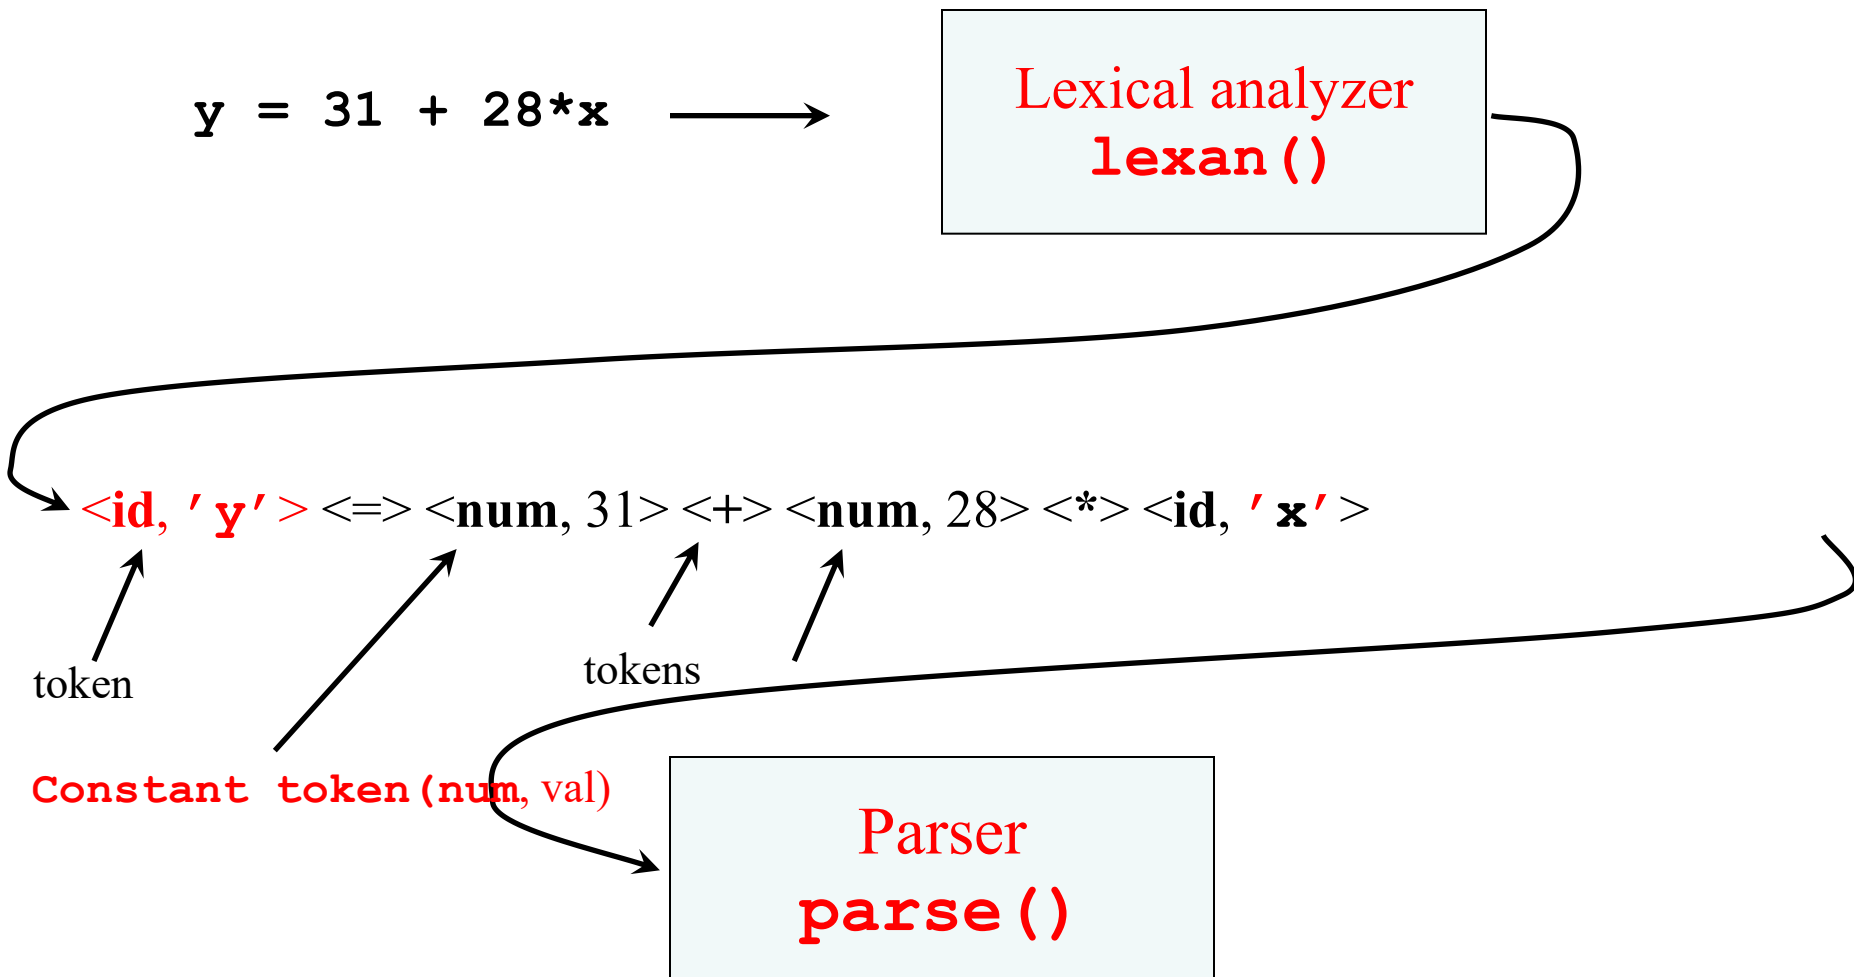 y = 31 + 28*x
Lexical analyzer
lexan()
<id, 'y'> <=> <num, 31> <+> <num, 28> <*> <id, 'x'>
token
tokens
Constant token(num, val)
Parser
parse()